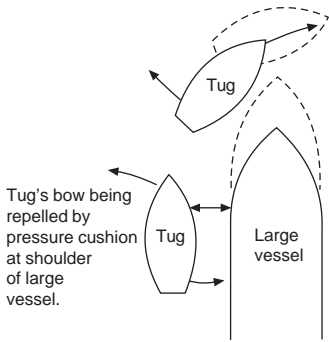 Tug
Tug's bow being
repelled by
pressure cushion
at shoulder
of large
vessel.
Tug
Large
vessel